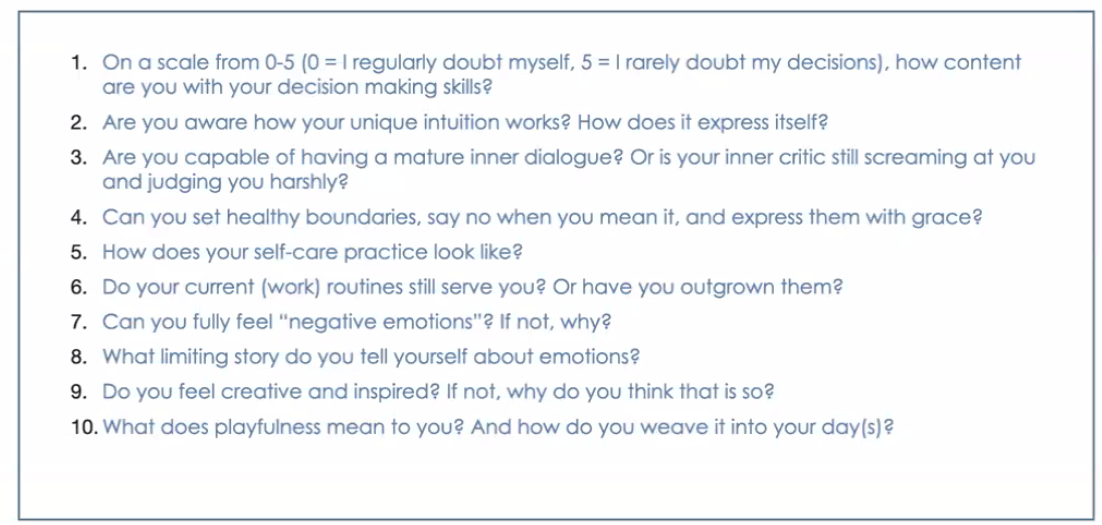 1. On a scale from 0-5 (0 = I regularly doubt myself, 5 = I rarely doubt my decisions), how content
are you with your decision making skills?
2. Are you aware how your unique intuition works? How does it express itself?
3. Are you capable of having a mature inner dialogue? Or is your inner critic still screaming at you
and judging you harshly?
4. Can you set healthy boundaries, say no when you mean it, and express them with grace?
5. How does your self-care practice look like?
6. Do your current (work) routines still serve you? Or have you outgrown them?
7. Can you fully feel “negative emotions”? If not, why?
8. What limiting story do you tell yourself about emotions?
9. Do you feel creative and inspired? If not, why do you think that is so?
10. What does playfulness mean to you? And how do you weave it into your day(s)?